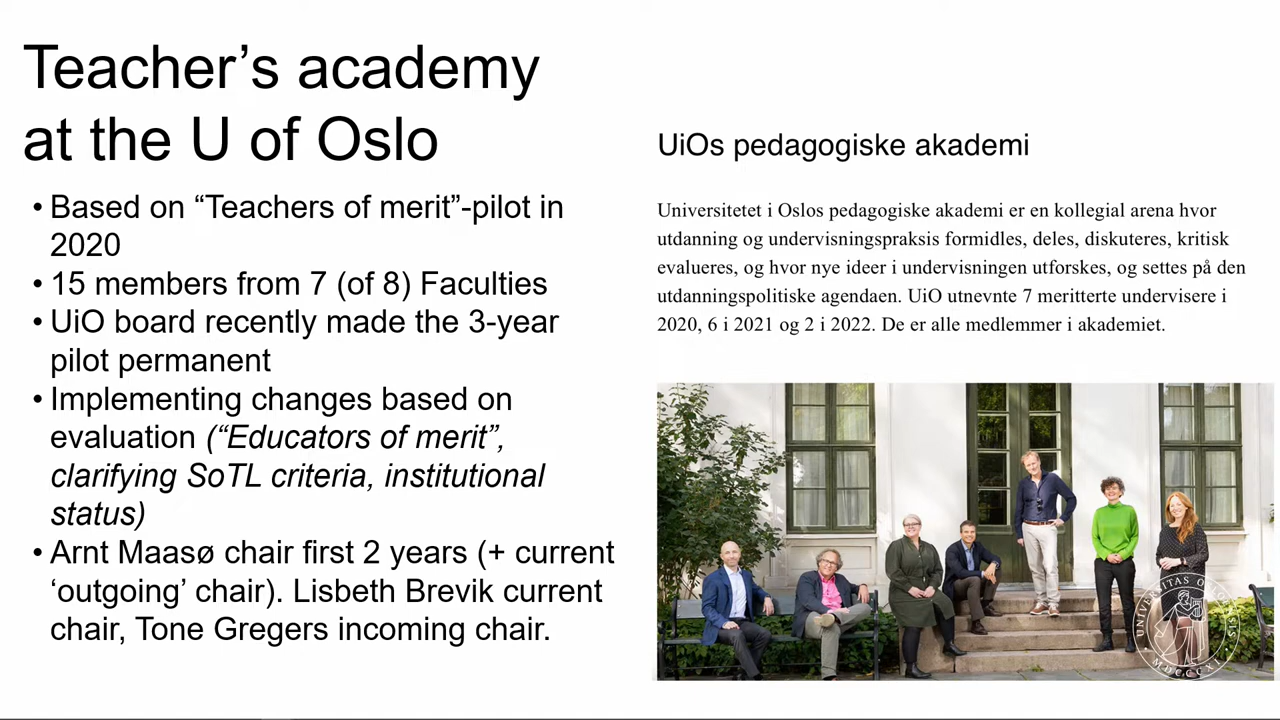 Teacher’s academy
at the U of Oslo
• Based on “Teachers of merit”-pilot in
2020
• 15 members from 7 (of 8) Faculties
• UiO board recently made the 3-year
pilot permanent
• Implementing changes based on
evaluation (“Educators of merit”,
clarifying SoTL criteria, institutional
status)
• Arnt Maasø chair first 2 years (+ current
‘outgoing’ chair). Lisbeth Brevik current
chair, Tone Gregers incoming chair.
UiOs pedagogiske akademi
Universitetet i Oslos pedagogiske akademi er en kollegial arena hvor
utdanning og undervisningspraksis formidles, deles, diskuteres, kritisk
evalueres, og hvor nye ideer i undervisningen utforskes, og settes på den
utdanningspolitiske agendaen. UiO utnevnte 7 meritterte undervisere i
2020, 6 i 2021 og 2 i 2022. De er alle medlemmer i akademiet.
MDCCCXI